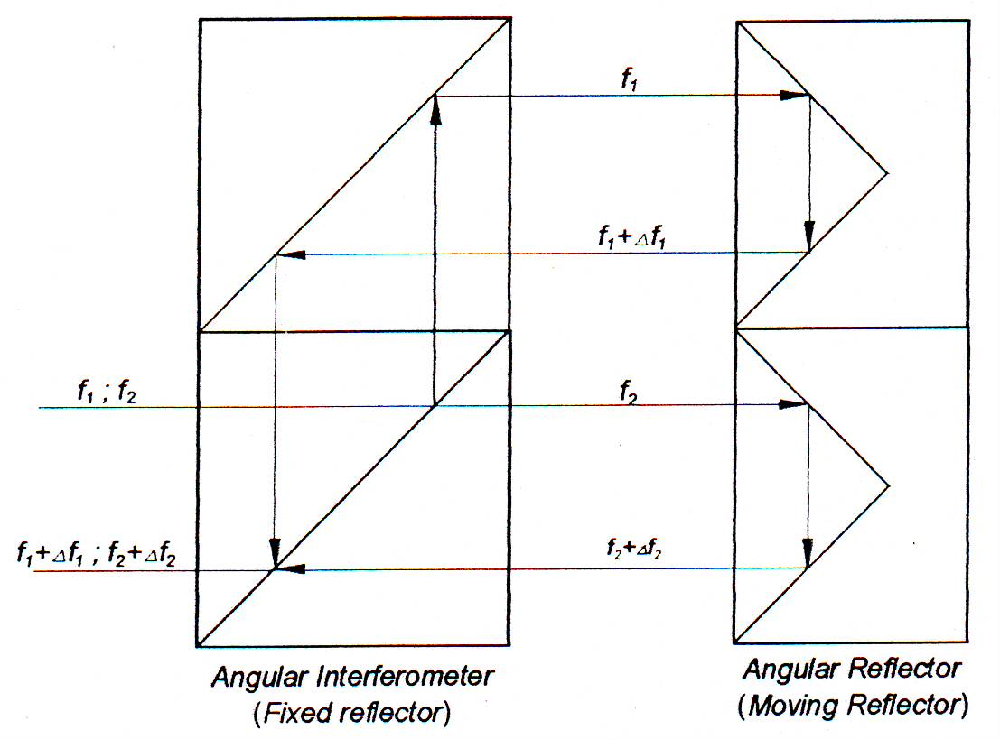 f₁
f₁+Δf₁
f₁ ; f₂
f₂
f₁+Δf₁ ; f₂+Δf₂
f₂+Δf₂
Angular Interferometer
(Fixed reflector)
Angular Reflector
(Moving Reflector)